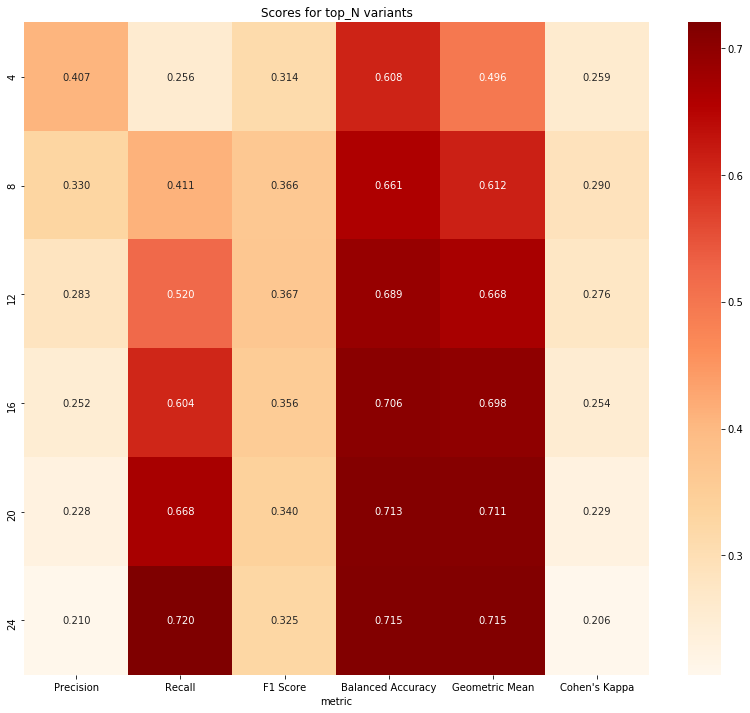 Scores for top_N variants
4 0.407 0.256 0.314 0.608 0.496 0.259
8 0.330 0.411 0.366 0.661 0.612 0.290
12 0.283 0.520 0.367 0.689 0.668 0.276
16 0.252 0.604 0.356 0.706 0.698 0.254
20 0.228 0.668 0.340 0.713 0.711 0.229
24 0.210 0.720 0.325 0.715 0.715 0.206
Precision Recall F1 Score Balanced Accuracy Geometric Mean Cohen's Kappa
metric
0.7
0.6
0.5
0.4
0.3